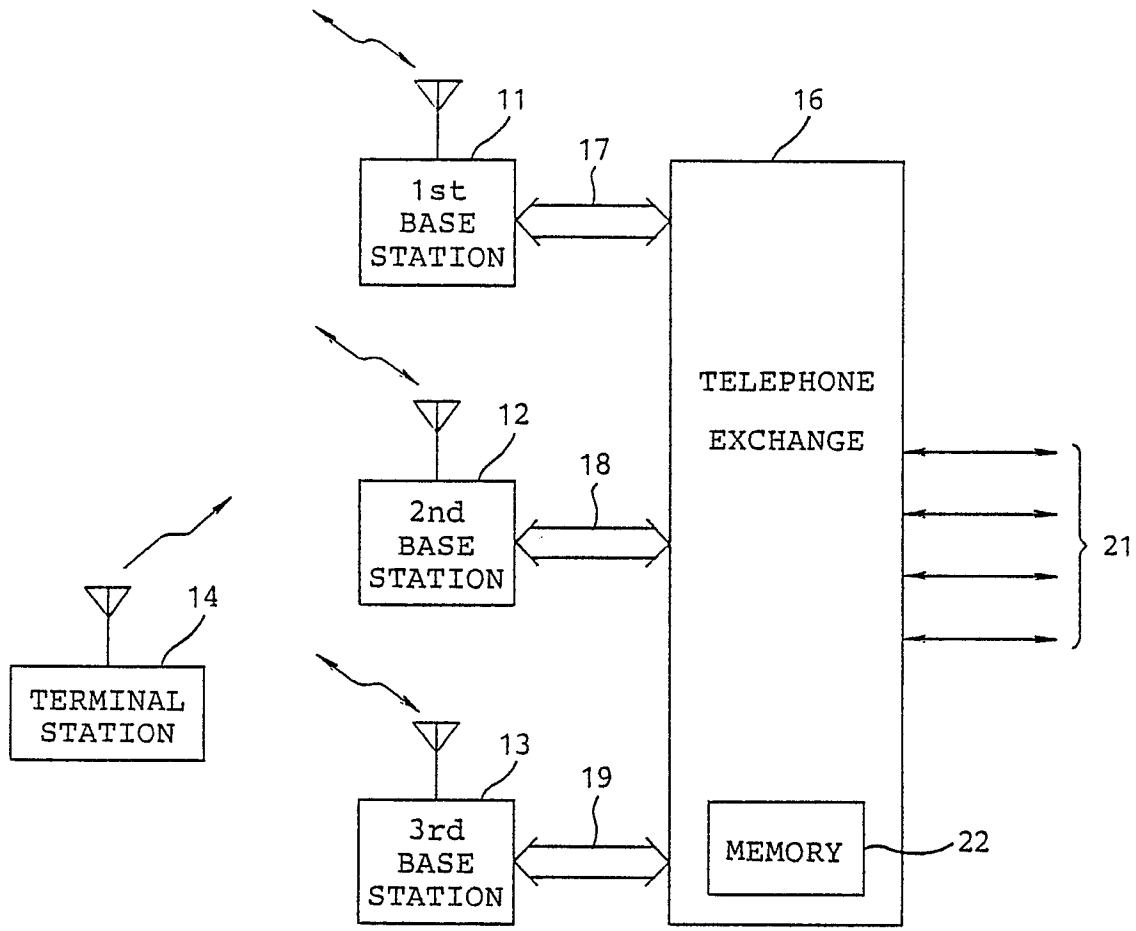 11
16
17
1st
BASE
STATION
TELEPHONE
EXCHANGE
12
18
2nd
BASE
STATION
21
14
TERMINAL
STATION
13
19
3rd
BASE
STATION
MEMORY
22